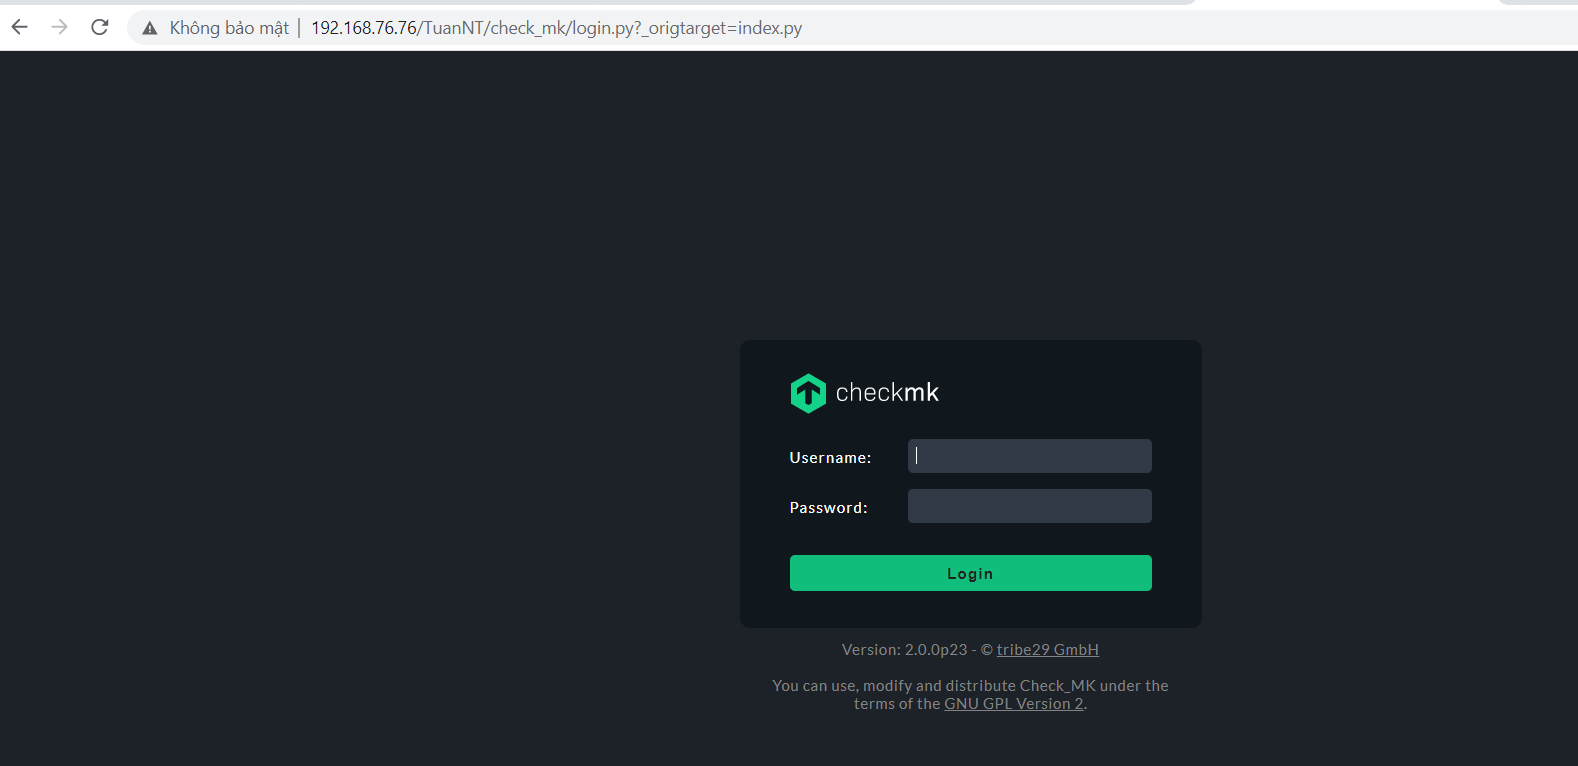 Không bảo mật | 192.168.76.76/TuanNT/check_mk/login.py?_origtarget=index.py
checkmk
Username:
Password:
Login
Version: 2.0.0p23 - © tribe29 GmbH
You can use, modify and distribute Check_MK under the
terms of the GNU GPL Version 2.